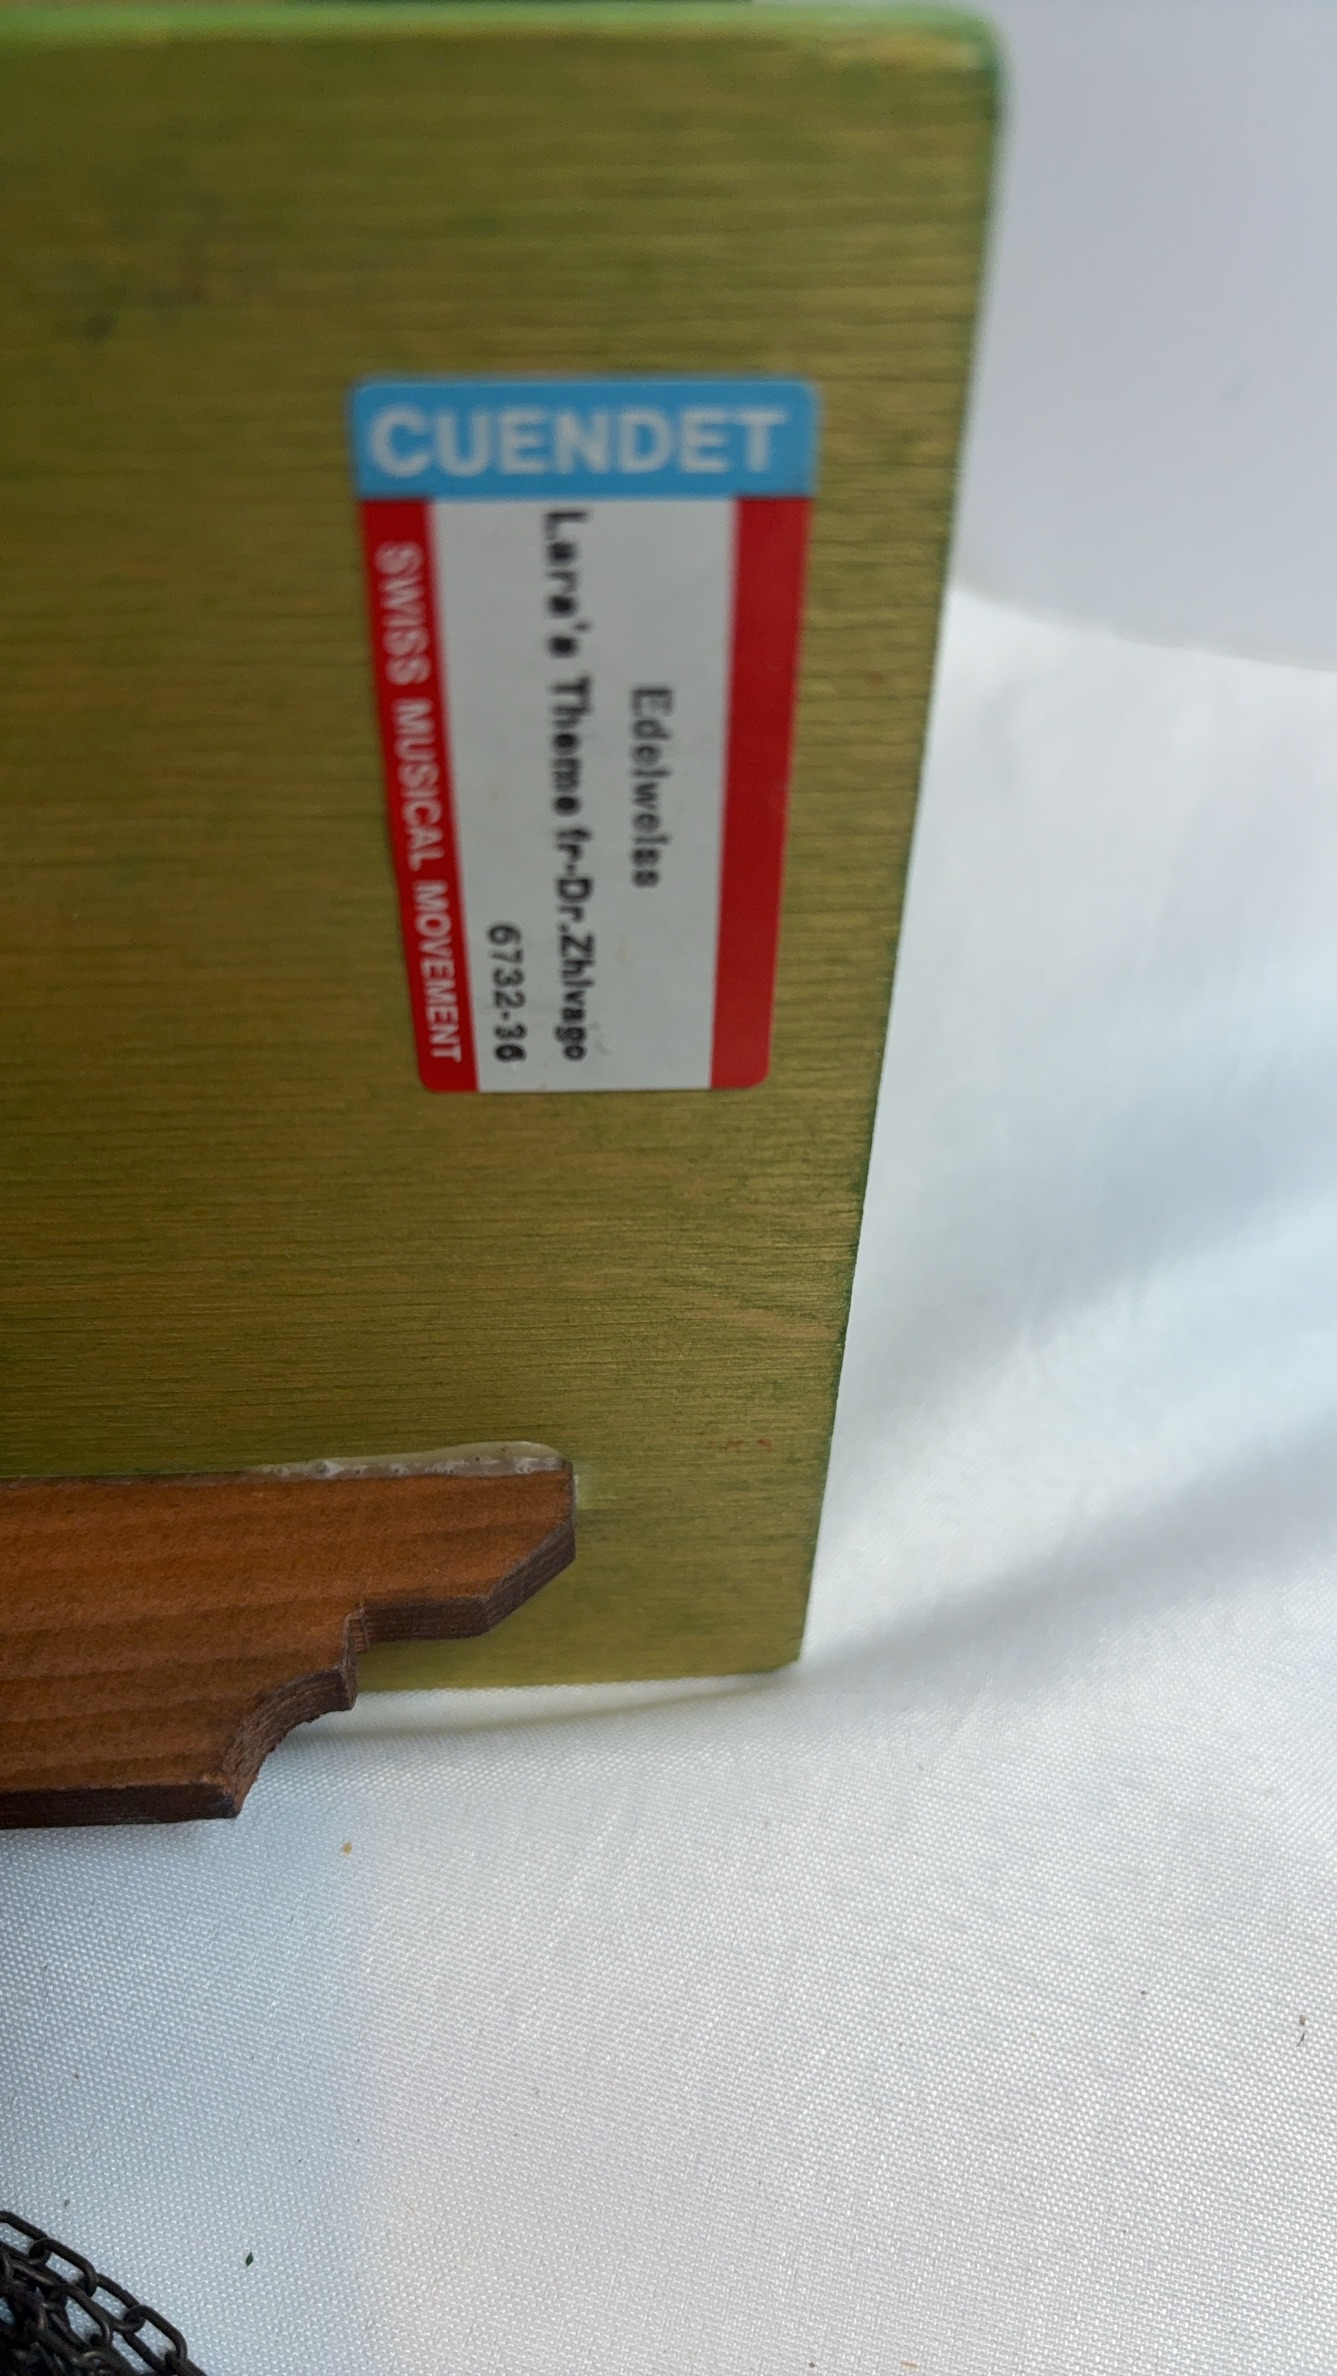 CUENDET
Edelweiss
Lara's Theme fr-Dr.Zhivago
6732-36
SWISS MUSICAL MOVEMENT